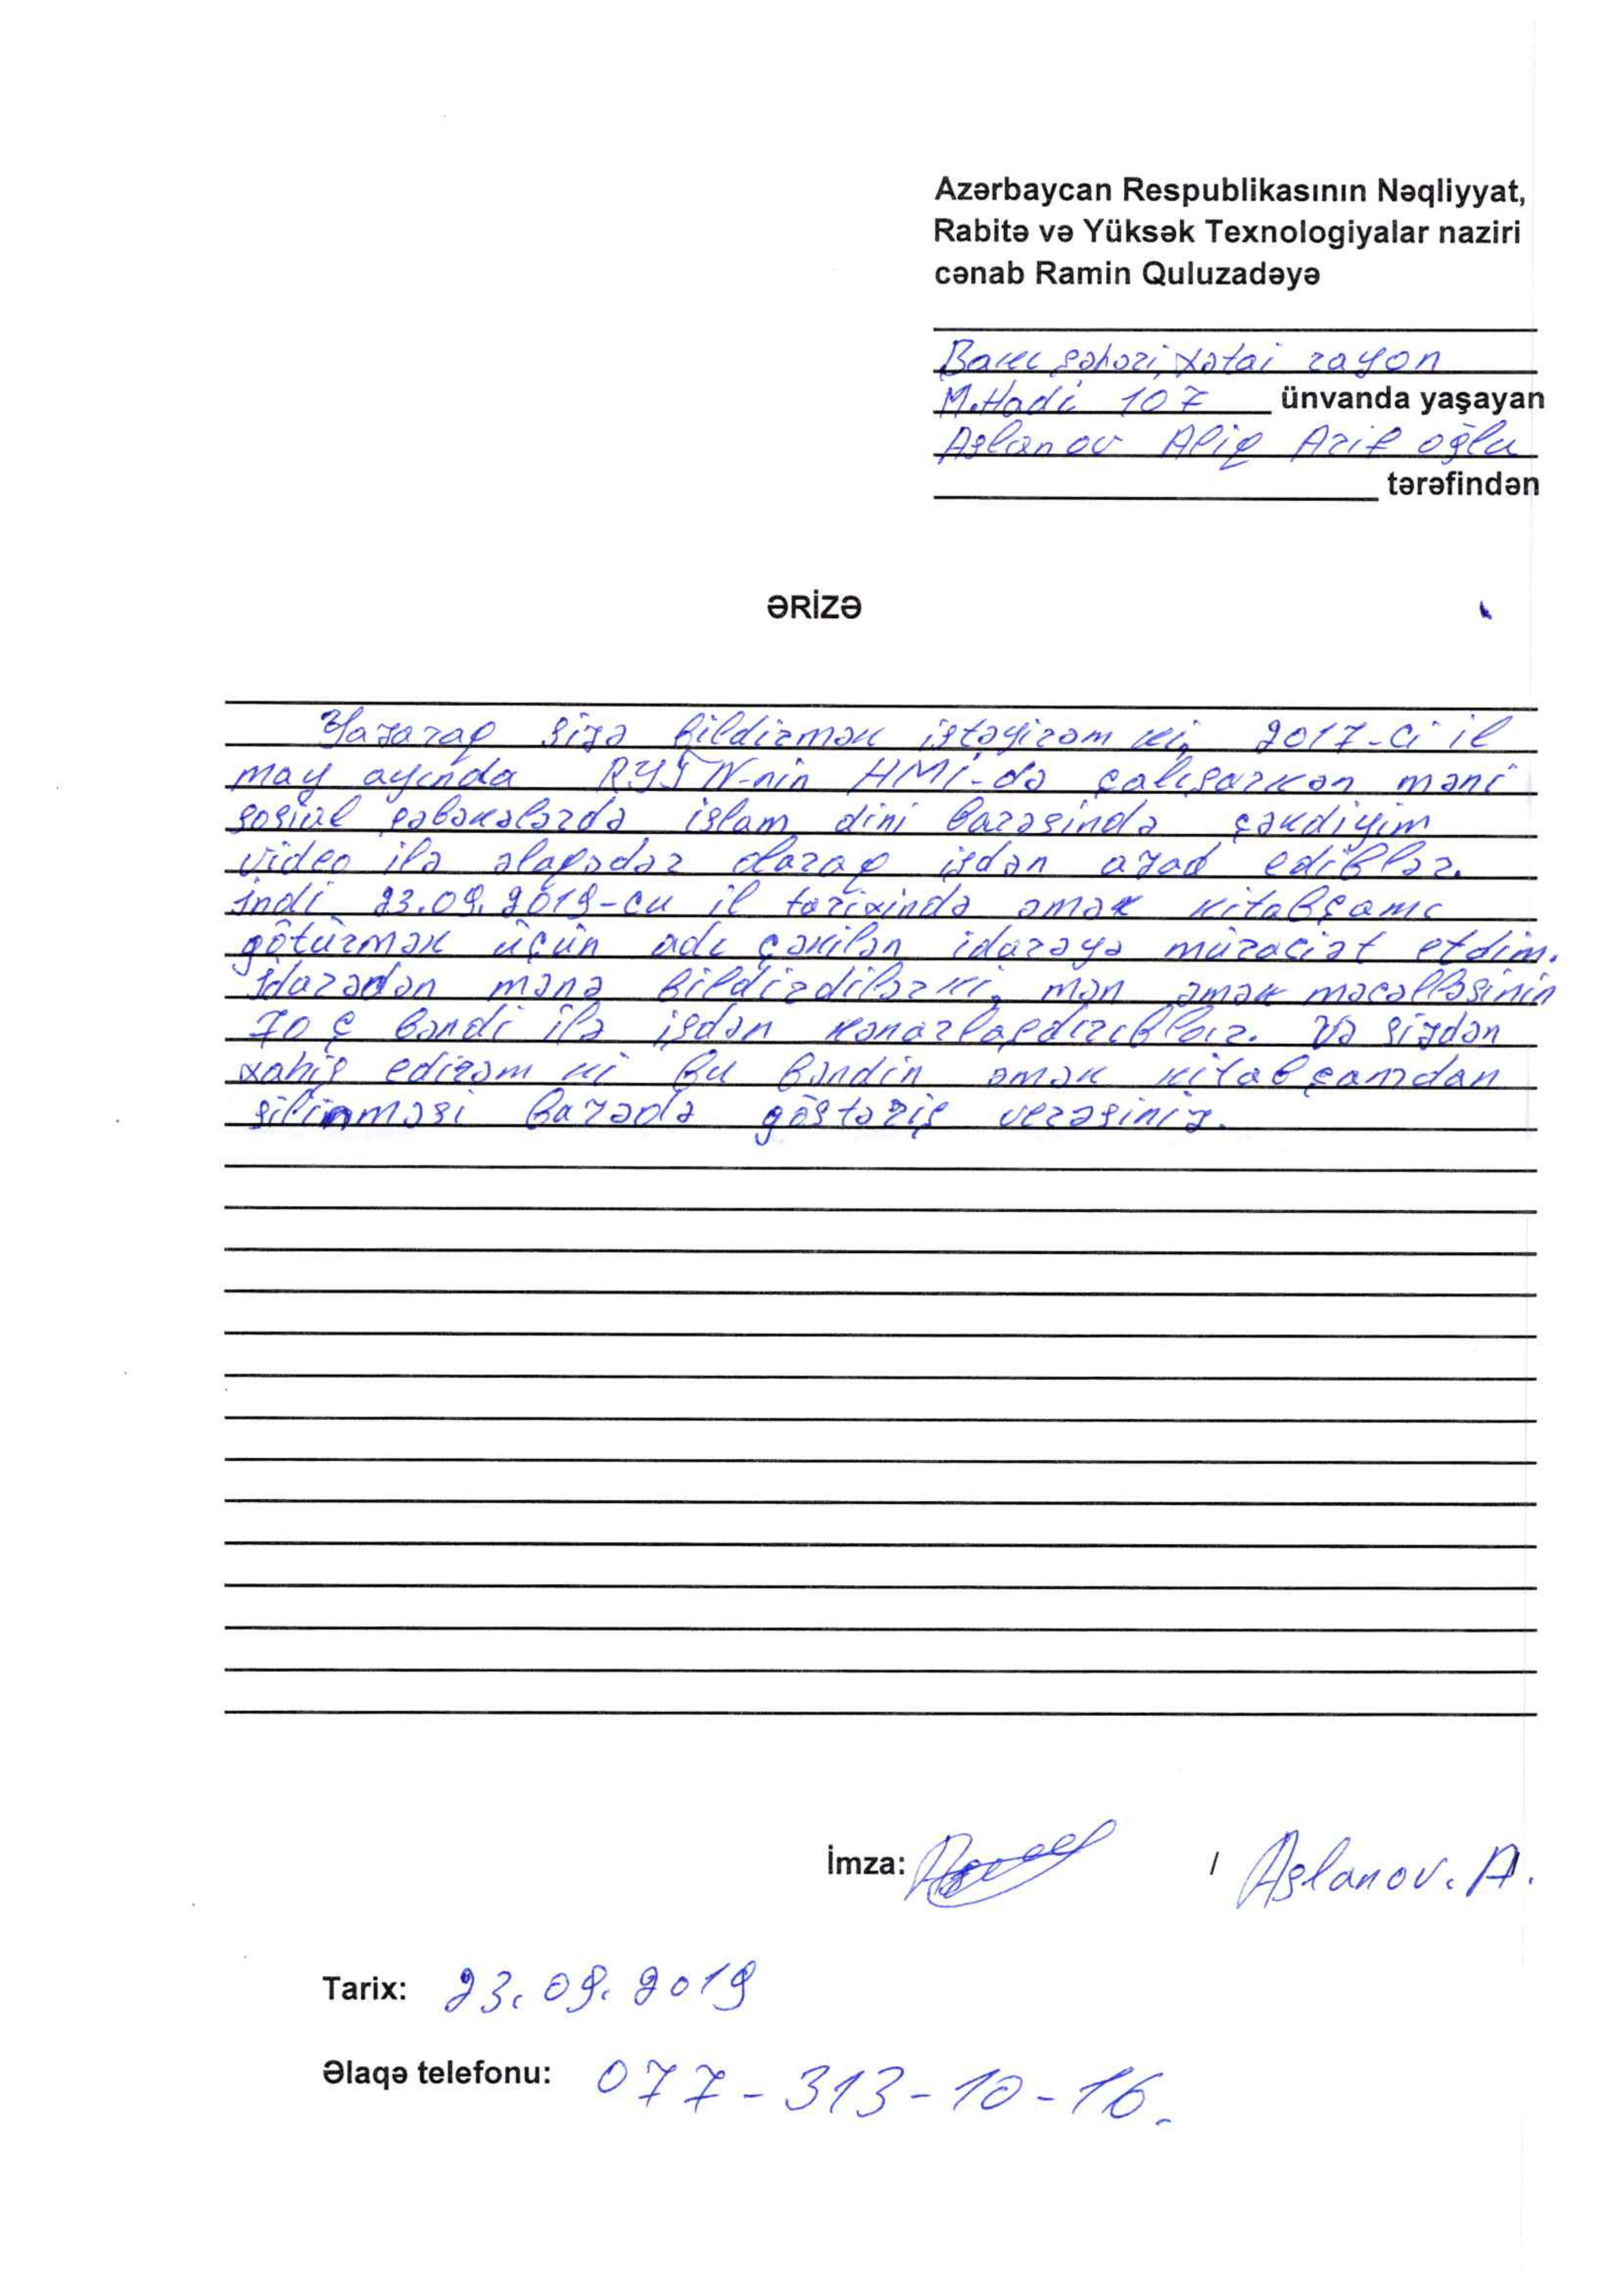 Azərbaycan Respublikasının Nəqliyyat,
Rabitə və Yüksək Texnologiyalar naziri
cənab Ramin Quluzadəyə
Bakı şəhəri, Xətai rayon
M.Hadi 107 ünvanda yaşayan
Aslanov Arif oğlu
tərəfindən
ƏRİZƏ
Yazaraq sizə bildirmək istəyirəm ki, 2017-ci il
may ayında RYTN-nin HMİ-də çalışarkən məni
sosial şəbəkələrdə islam dini barəsində çəkdiyim
video ilə əlaqədər olaraq işdən azad ediblər.
İndi 23.09.2019-cu il tarixində əmək kitabçamı
götürmək üçün adı çəkilən idarəyə müraciət etdim.
İdarədən mənə bildirdilər ki, mən əmək məcəlləsinin
70 ç bəndi ilə işdən kənarlaşdırıblar. Və sizdən
xahiş edirəm ki bu bəndin əmək kitabçamdan
silinməsi barədə göstəriş verəsiniz.
İmza: / Aslanov. A.
Tarix: 23.09.2019
Əlaqə telefonu: 077-313-10-16.